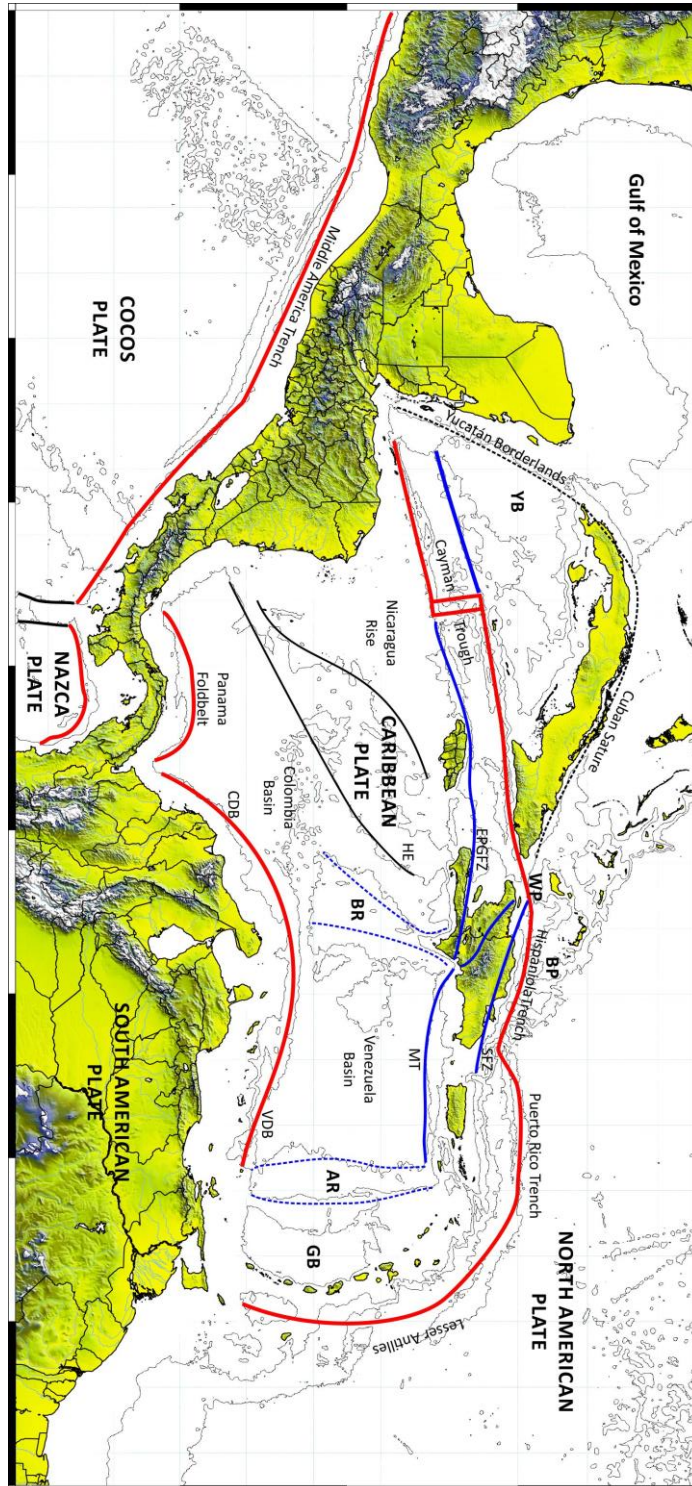 Gulf of Mexico
Yucatán Borderlands
YB
Cuban Sature
Cayman
Trough
Middle America Trench
COCOS
PLATE
Nicaragua
Rise
CARIBBEAN
PLATE
EPGFZ
WP
BP
Hispaniola Trench
SFZ
Puerto Rico Trench
NORTH AMERICAN
PLATE
HE
BR
Colombia
Basin
MT
Venezuela
Basin
AR
GB
Lesser Antilles
Panama
Foldbelt
NAZCA
PLATE
CDB
VDB
SOUTH AMERICAN
PLATE